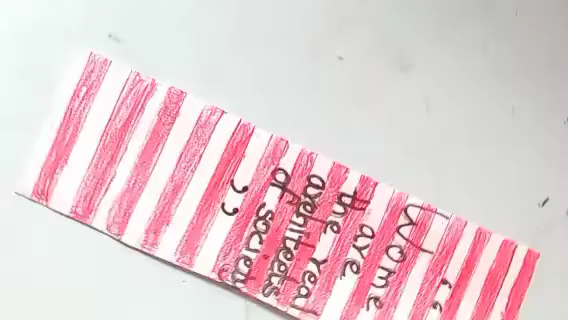 “
Wome
are
the real
architects
of society
”